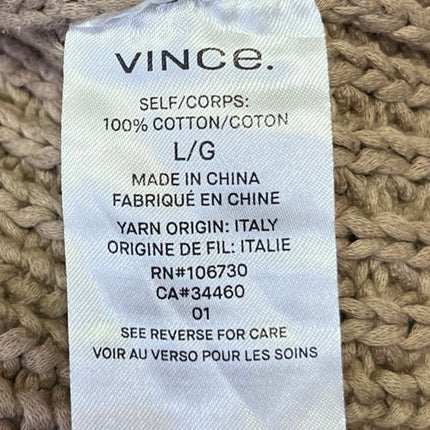 VINCe.
SELF/CORPS:
100% COTTON/COTON
L/G
MADE IN CHINA
FABRIQUÉ EN CHINE
YARN ORIGIN: ITALY
ORIGINE DE FIL: ITALIE
RN#106730
CA#34460
01
SEE REVERSE FOR CARE
VOIR AU VERSO POUR LES SOINS